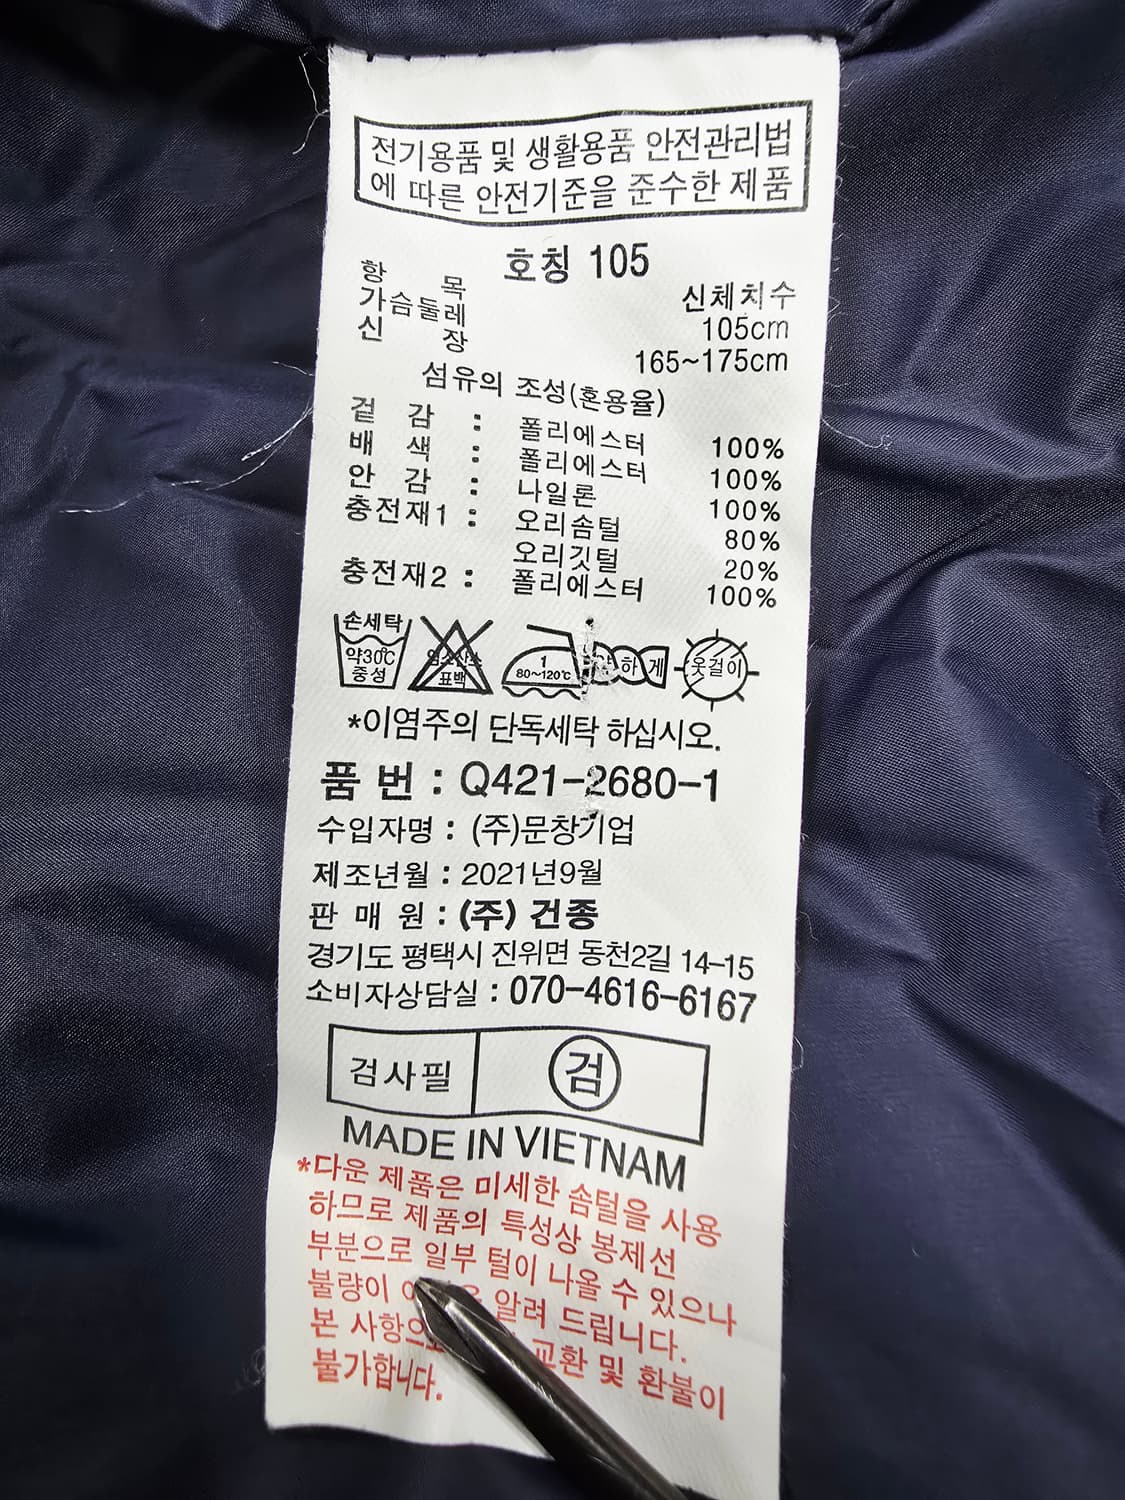 전기용품 및 생활용품 안전관리법
에 따른 안전기준을 준수한 제품
호칭 105
항 목 신체치수
가슴둘레 105cm
신 장 165~175cm
섬유의 조성(혼용율)
겉 감 : 폴리에스터 100%
배 색 : 폴리에스터 100%
안 감 : 나일론 100%
충전재1 : 오리솜털 80%
오리깃털 20%
충전재2 : 폴리에스터 100%
손세탁
약30℃
중성
염소산소
표백
1
80~120℃
약하게
옷걸이
*이염주의 단독세탁 하십시오.
품 번 : Q421-2680-1
수입자명 : (주)문창기업
제조년월 : 2021년9월
판 매 원 : (주) 건종
경기도 평택시 진위면 동천2길 14-15
소비자상담실 : 070-4616-6167
검사필 검
MADE IN VIETNAM
*다운 제품은 미세한 솜털을 사용
하므로 제품의 특성상 봉제선
부분으로 일부 털이 나올 수 있으나
불량이 알려 드립니다.
본 교환 및 환불이
불가합니다.